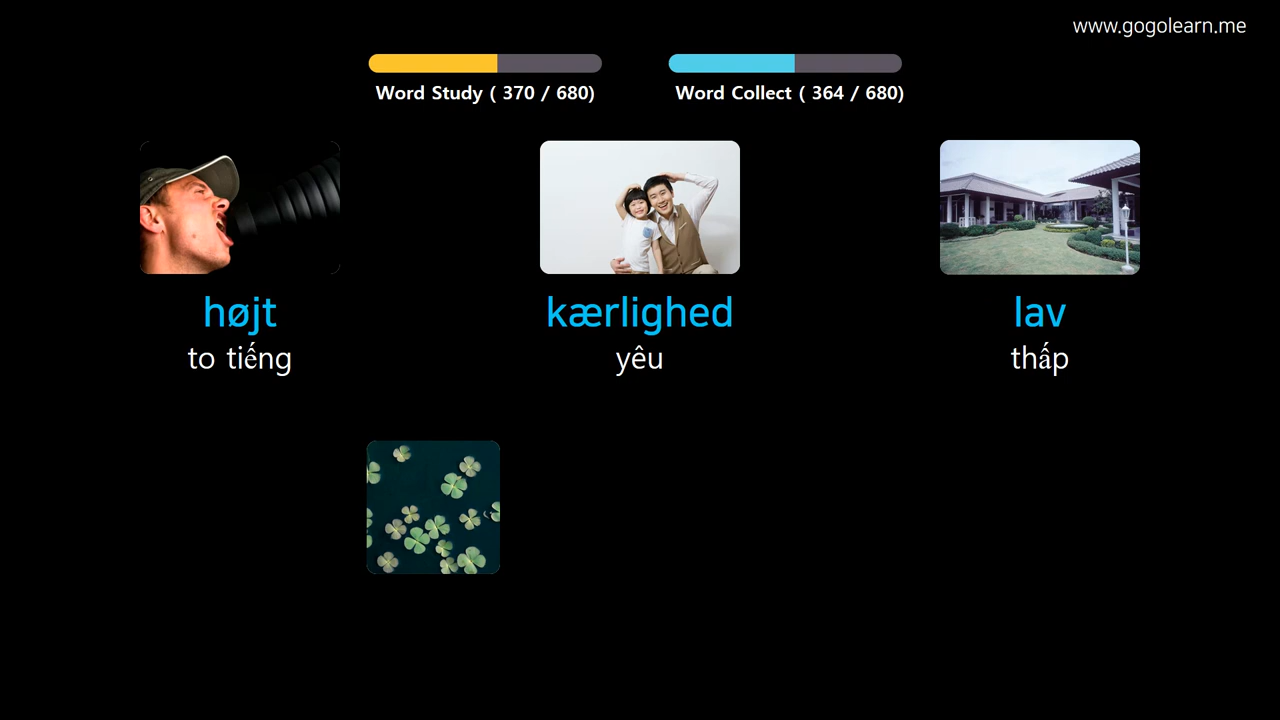 www.gogolearn.me
Word Study ( 370 / 680)
Word Collect ( 364 / 680)
højt
kærlighed
lav
to tiếng
yêu
thấp